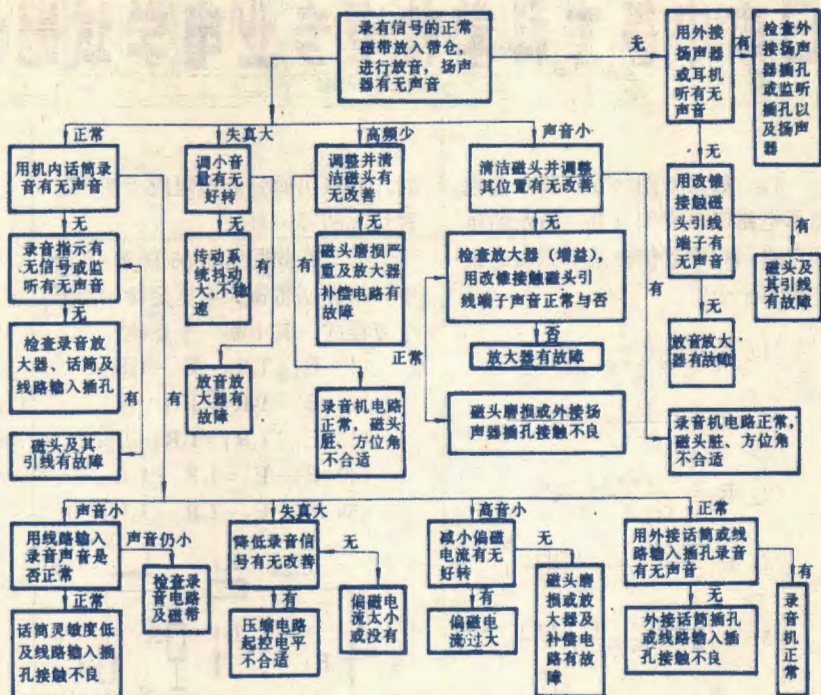 录有信号的正常
磁带放入带仓,
进行放音,扬声
器有无声音
无
用外接
扬声器
或耳机
听有无
声音
有
检查外
接扬声
器插孔
或监听
插孔以
及扬声
器
正常
失真大
高频少
声音小
用机内话筒录
音有无声音
调小音
量有无
好转
调整并清
洁磁头有
无改善
清洁磁头并调整
其位置有无改善
无
用改锥
接触磁
头引线
端子有
无声音
无
无
无
无
录音指示有
无信号或监
听有无声音
传动系
统抖动
大、不稳
速
有
磁头磨损严
重及放大器
补偿电路有
故障
有
检查放大器(增益),
用改锥接触磁头引
线端子声音正常与否
有
有
磁头及
其引线
有故障
无
无
检查录音放
大器、话筒及
线路输入插孔
放音放
大器有
故障
正常
否
放大器有故障
放音放大
器有故障
有
有
磁头及其
引线有故障
录音机电路
正常,磁头
脏、方位角
不合适
磁头磨损或外接扬
声器插孔接触不良
录音机电路正常,
磁头脏、方位角
不合适
声音小
失真大
高音小
正常
用线路输入
录音声音是
否正常
声音仍小
降低录音信
号有无改善
无
减小偏磁
电流有无
好转
无
用外接话筒或线
路输入插孔录音
有无声音
检查录
音电路
及磁带
正常
有
偏磁电
流太小
或没有
有
磁头磨
损或放
大器及
补偿电
路有故
障
无
有
话筒灵敏度低
及线路输入插
孔接触不良
压缩电路
起控电平
不合适
偏磁电
流过大
外接话筒插孔
或线路输入插
孔接触不良
录
音
机
正
常